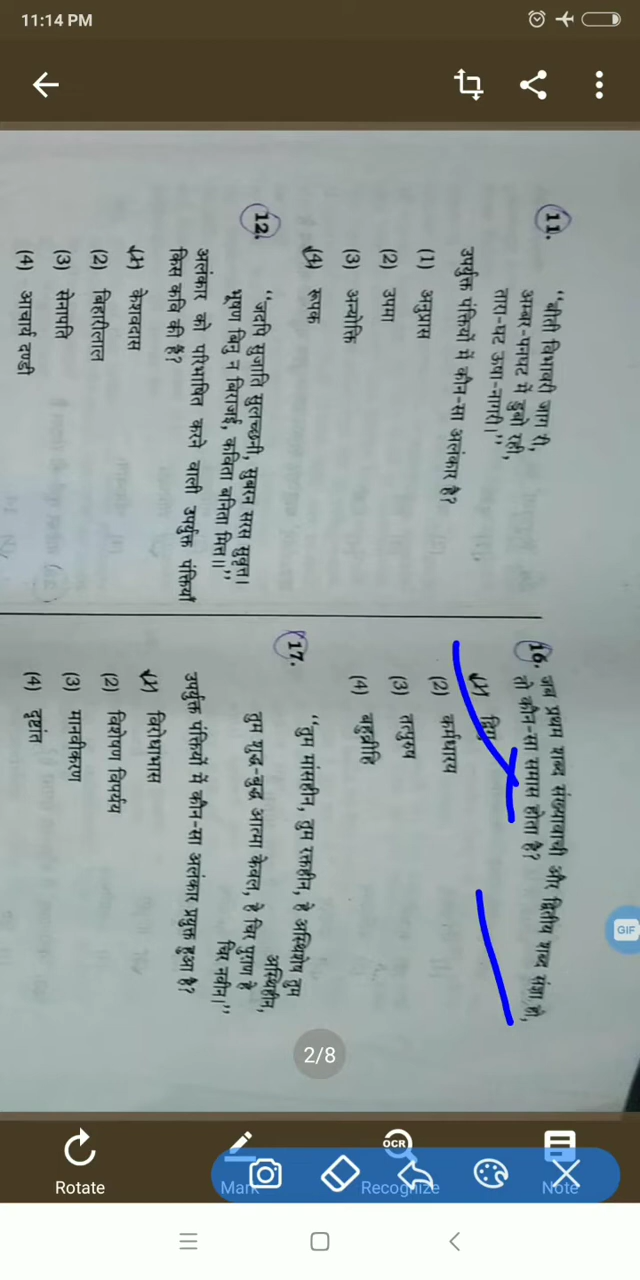 11:14 PM
11. "बीती विभावरी जाग री,
अम्बर-पनघट में डुबो रही,
तारा-घट ऊषा-नागरी।"
उपर्युक्त पंक्तियों में कौन-सा अलंकार है?
(1) अनुप्रास
(2) उपमा
(3) अन्योक्ति
(4) रूपक
12. "जदपि सुजाति सुलच्छनी, सुबरन सरस सुवृत्त।
भूषण बिनु न बिराजई, कविता बनिता मित्त।।"
अलंकार को परिभाषित करने वाली उपर्युक्त पंक्तियाँ
किस कवि की हैं?
केशवदास
(2) बिहारीलाल
(3) सेनापति
(4) आचार्य दण्डी
16. जब प्रथम शब्द संख्यावाची और द्वितीय शब्द संज्ञा हो,
तो कौन-सा समास होता है?
द्विगु
(2) कर्मधारय
(3) तत्पुरुष
(4) बहुव्रीहि
17. "तुम मांसहीन, तुम रक्तहीन, हे अस्थिशेष तुम
अस्थिहीन,
तुम शुद्ध-बुद्ध आत्मा केवल, हे चिर पुराण हे
चिर नवीन।"
उपर्युक्त पंक्तियों में कौन-सा अलंकार प्रयुक्त हुआ है?
विरोधाभास
(2) विशेषण विपर्यय
(3) मानवीकरण
(4) दृष्टांत
GIF
2/8
OCR
Rotate
Mark
Recognize
Note